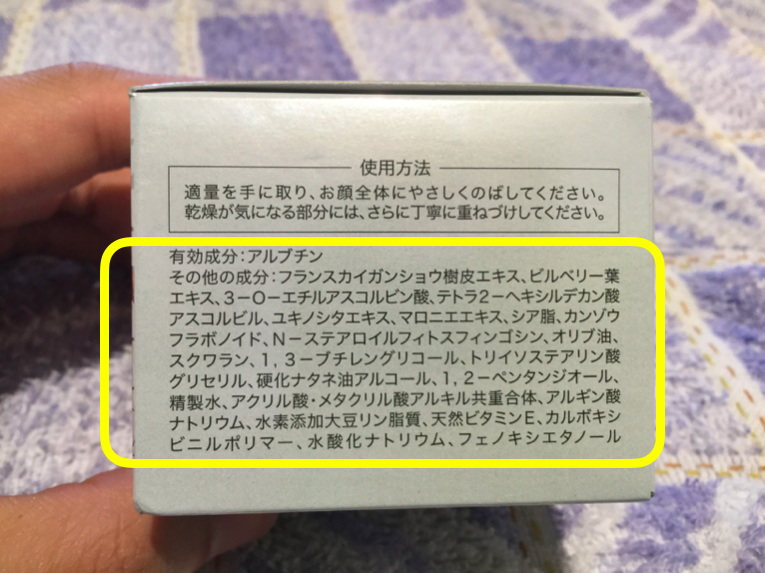 使用方法
適量を手に取り、お顔全体にやさしくのばしてください。
乾燥が気になる部分には、さらに丁寧に重ねづけしてください。
有効成分：アルブチン
その他の成分：フランスカイガンショウ樹皮エキス、ビルベリー葉
エキス、3－O－エチルアスコルビン酸、テトラ2－ヘキシルデカン酸
アスコルビル、ユキノシタエキス、マロニエエキス、シア脂、カンゾウ
フラボノイド、N－ステアロイルフィトスフィンゴシン、オリブ油、
スクワラン、1，3－ブチレングリコール、トリイソステアリン酸
グリセリル、硬化ナタネ油アルコール、1，2－ペンタンジオール、
精製水、アクリル酸・メタクリル酸アルキル共重合体、アルギン酸
ナトリウム、水素添加大豆リン脂質、天然ビタミンE、カルボキシ
ビニルポリマー、水酸化ナトリウム、フェノキシエタノール